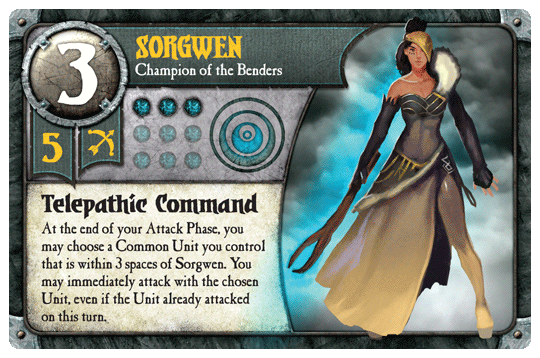 3
SORGWEN
Champion of the Benders
5
Telepathic Command
At the end of your Attack Phase, you
may choose a Common Unit you control
that is within 3 spaces of Sorgwen. You
may immediately attack with the chosen
Unit, even if the Unit already attacked
on this turn.